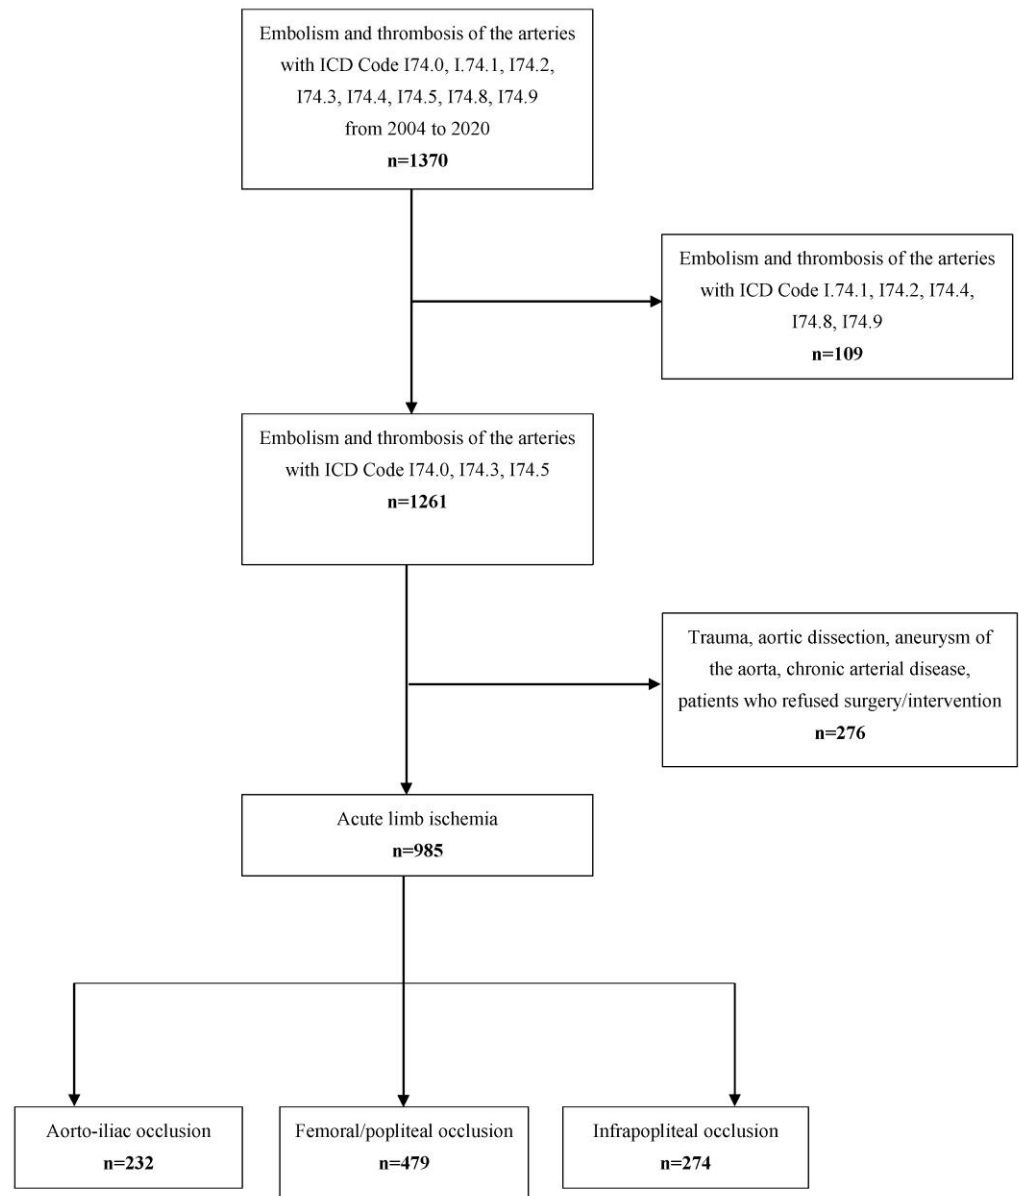 Embolism and thrombosis of the arteries
with ICD Code I74.0, I.74.1, I74.2,
I74.3, I74.4, I74.5, I74.8, I74.9
from 2004 to 2020
n=1370
Embolism and thrombosis of the arteries
with ICD Code I.74.1, I74.2, I74.4,
I74.8, I74.9
n=109
Embolism and thrombosis of the arteries
with ICD Code I74.0, I74.3, I74.5
n=1261
Trauma, aortic dissection, aneurysm of
the aorta, chronic arterial disease,
patients who refused surgery/intervention
n=276
Acute limb ischemia
n=985
Aorto-iliac occlusion
n=232
Femoral/popliteal occlusion
n=479
Infrapopliteal occlusion
n=274